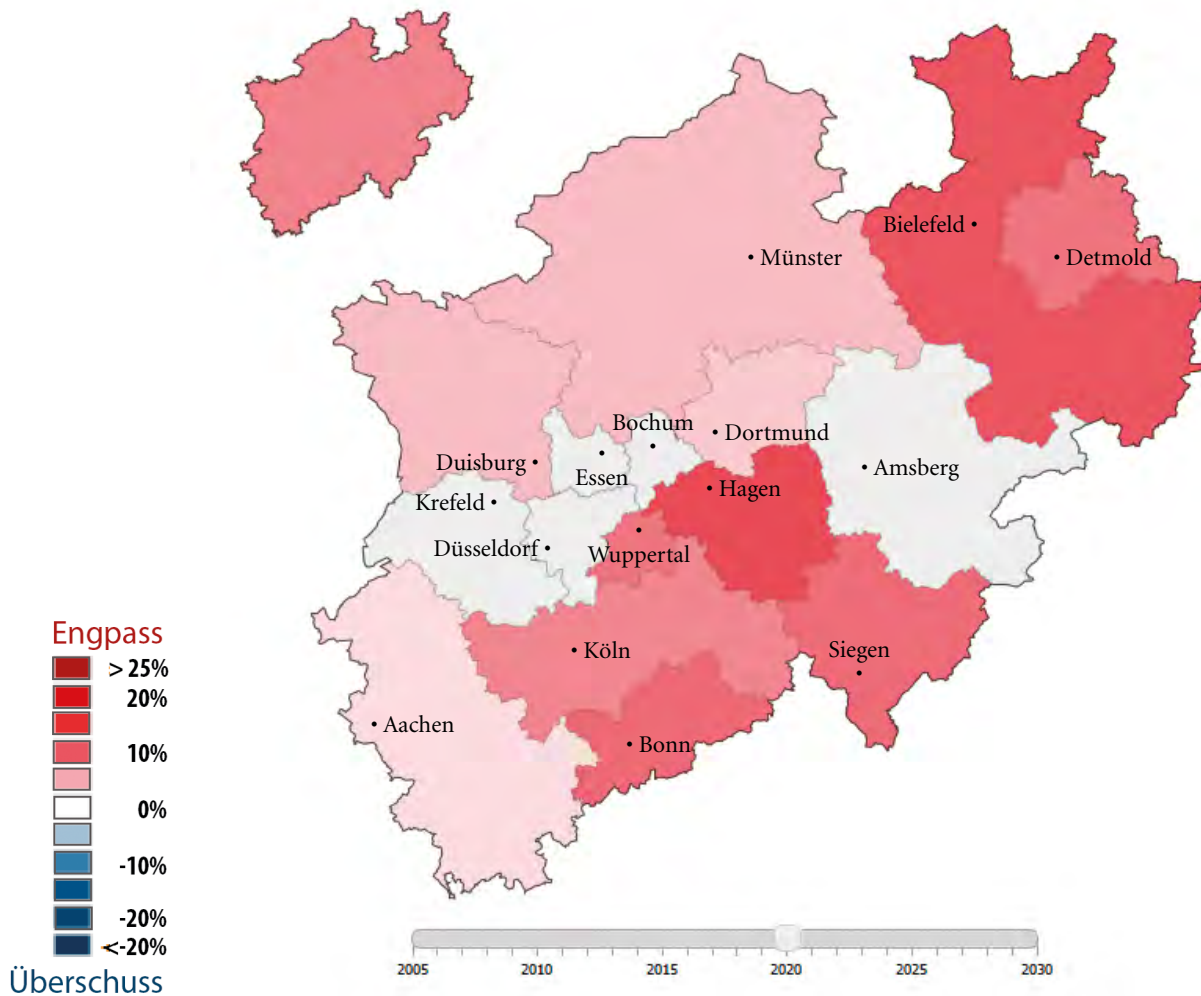 Bielefeld
Detmold
Münster
Bochum
Dortmund
Duisburg
Essen
Amsberg
Krefeld
Hagen
Düsseldorf
Wuppertal
Köln
Siegen
Aachen
Bonn
Engpass
> 25%
20%
10%
0%
-10%
-20%
<-20%
Überschuss
2005 2010 2015 2020 2025 2030